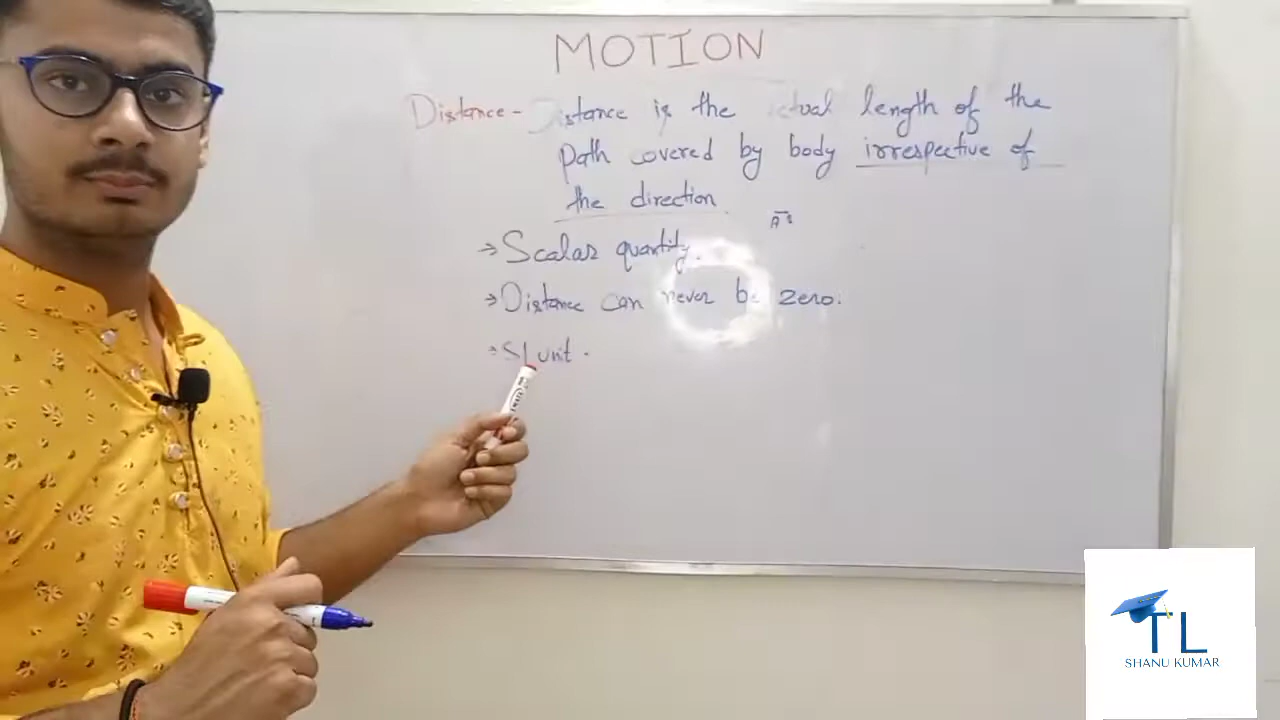 MOTION
Distance - Distance is the actual length of the
Path covered by body irrespective of
the direction
→ Scalar quantity.
→ Distance can never be zero.
→ SI unit.
TL
SHANU KUMAR